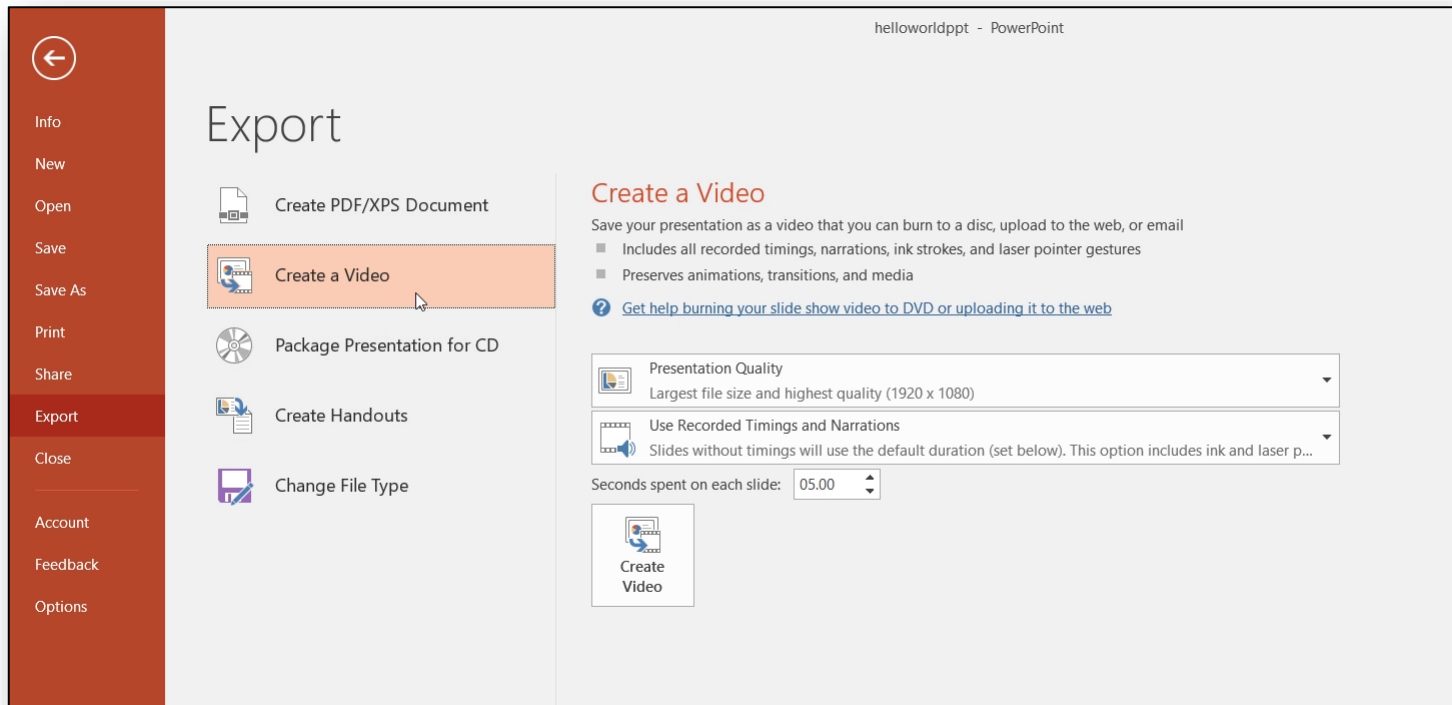 helloworldppt - PowerPoint
Info
New
Open
Save
Save As
Print
Share
Export
Close
Account
Feedback
Options
Export
Create PDF/XPS Document
Create a Video
Package Presentation for CD
Create Handouts
Change File Type
Create a Video
Save your presentation as a video that you can burn to a disc, upload to the web, or email
Includes all recorded timings, narrations, ink strokes, and laser pointer gestures
Preserves animations, transitions, and media
Get help burning your slide show video to DVD or uploading it to the web
Presentation Quality
Largest file size and highest quality (1920 x 1080)
Use Recorded Timings and Narrations
Slides without timings will use the default duration (set below). This option includes ink and laser p...
Seconds spent on each slide: 05.00
Create
Video